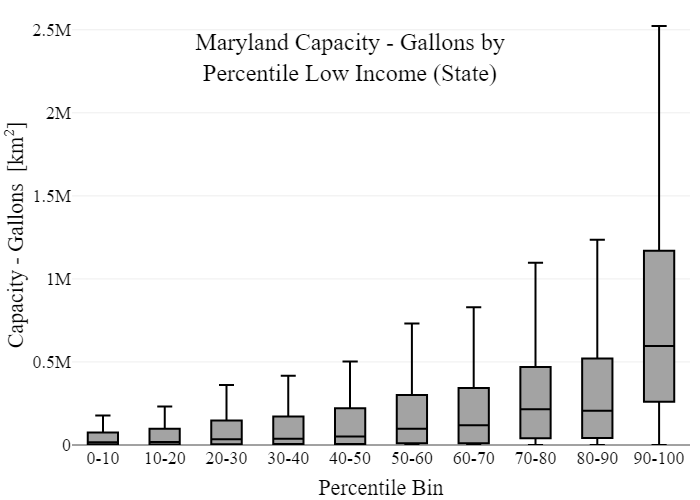 Maryland Capacity - Gallons by
Percentile Low Income (State)
Capacity - Gallons [km²]
2.5M
2M
1.5M
1M
0.5M
0
0-10 10-20 20-30 30-40 40-50 50-60 60-70 70-80 80-90 90-100
Percentile Bin